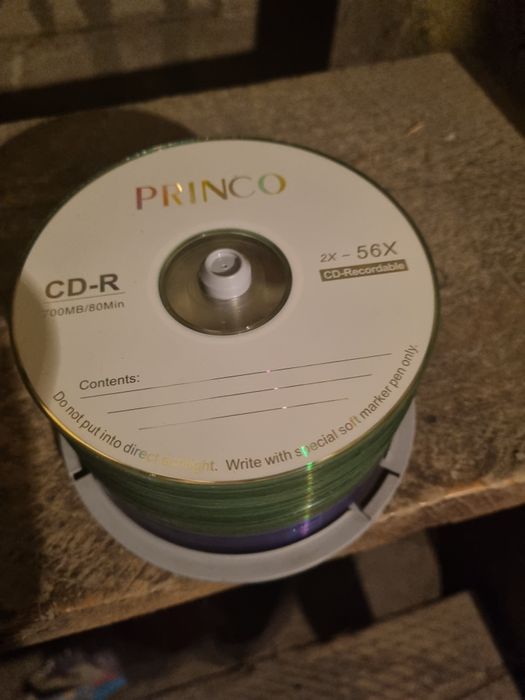 PRINCO
CD-R
700MB/80Min
2X - 56X
CD-Recordable
Contents:
Do not put into direct sunlight. Write with special soft marker pen only.